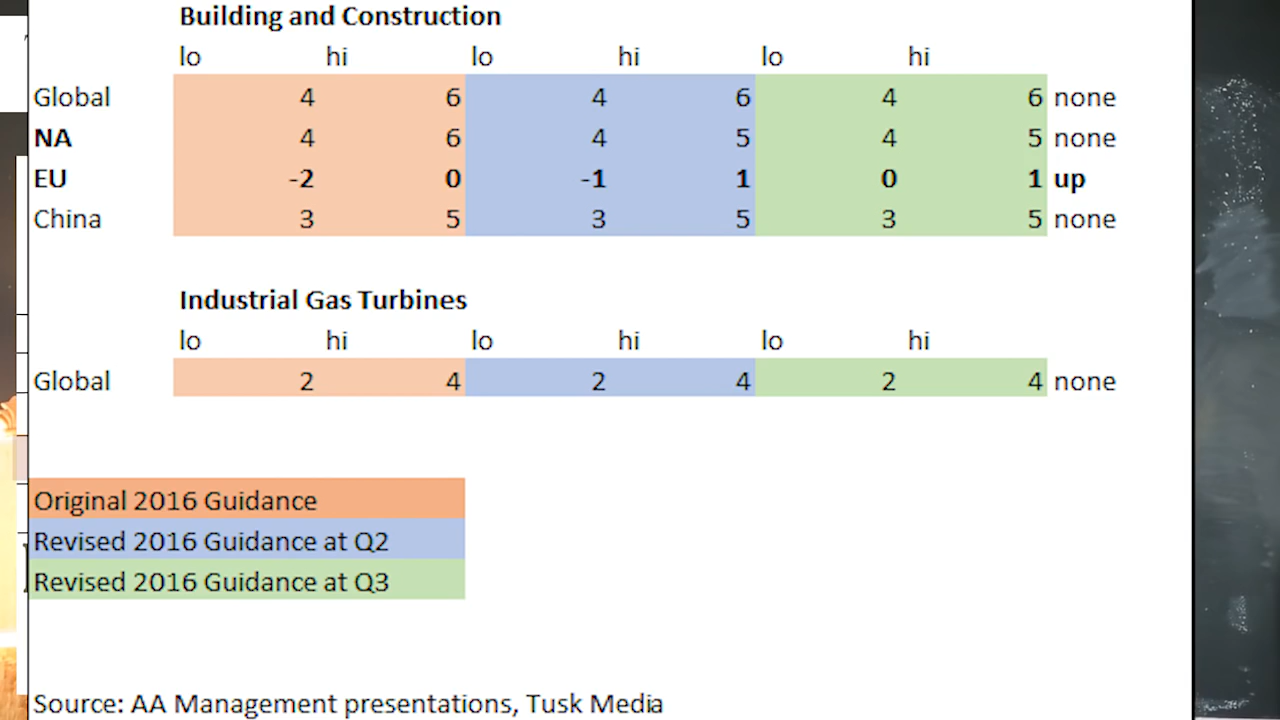 Building and Construction
lo hi lo hi lo hi
Global 4 6 4 6 4 6 none
NA 4 6 4 5 4 5 none
EU -2 0 -1 1 0 1 up
China 3 5 3 5 3 5 none
Industrial Gas Turbines
lo hi lo hi lo hi
Global 2 4 2 4 2 4 none
Original 2016 Guidance
Revised 2016 Guidance at Q2
Revised 2016 Guidance at Q3
Source: AA Management presentations, Tusk Media